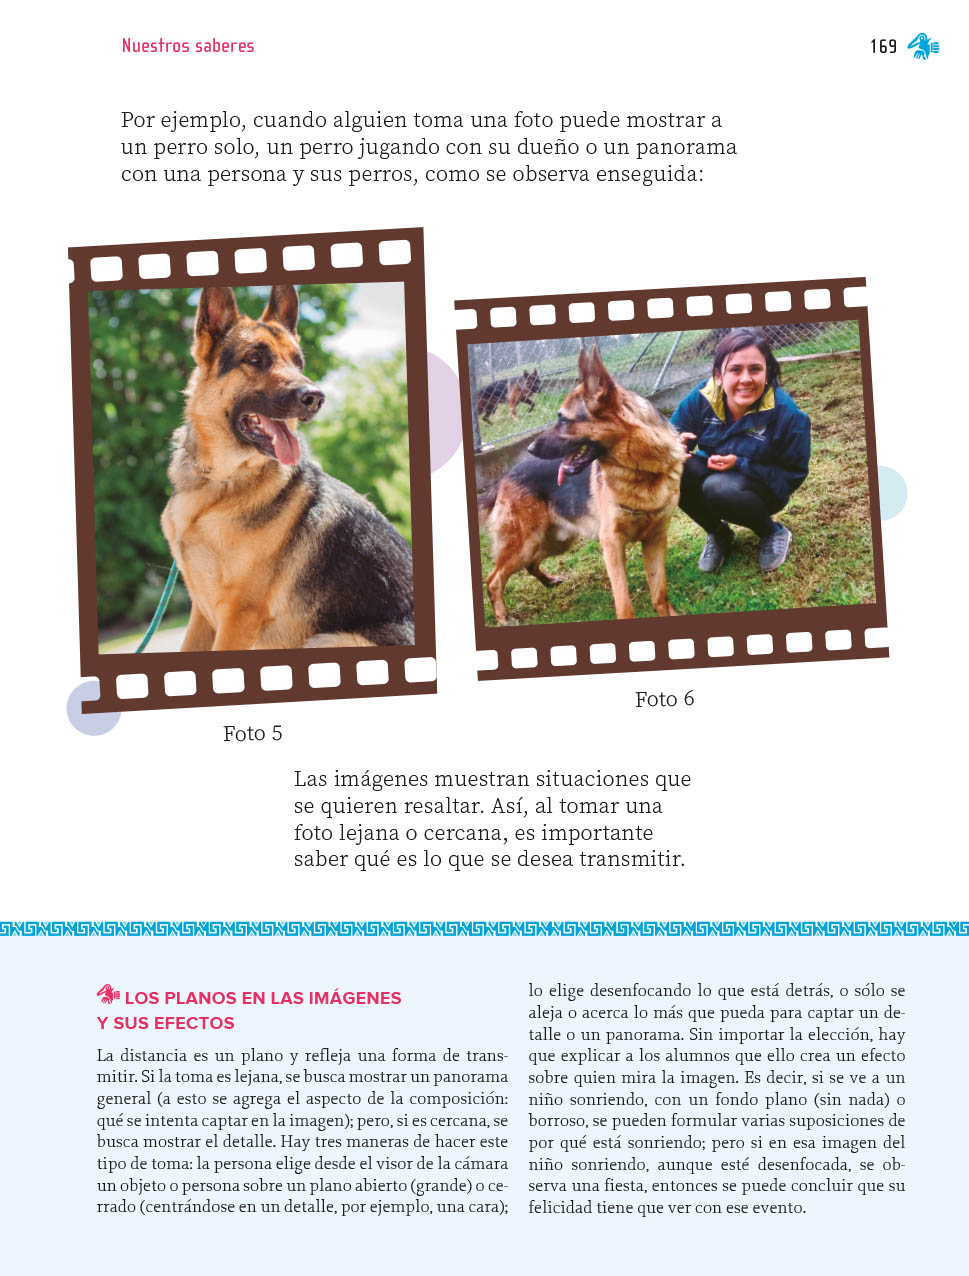 Nuestros saberes
169
Por ejemplo, cuando alguien toma una foto puede mostrar a
un perro solo, un perro jugando con su dueño o un panorama
con una persona y sus perros, como se observa enseguida:
Foto 5
Foto 6
Las imágenes muestran situaciones que
se quieren resaltar. Así, al tomar una
foto lejana o cercana, es importante
saber qué es lo que se desea transmitir.
LOS PLANOS EN LAS IMÁGENES
Y SUS EFECTOS
La distancia es un plano y refleja una forma de trans-
mitir. Si la toma es lejana, se busca mostrar un panorama
general (a esto se agrega el aspecto de la composición:
qué se intenta captar en la imagen); pero, si es cercana, se
busca mostrar el detalle. Hay tres maneras de hacer este
tipo de toma: la persona elige desde el visor de la cámara
un objeto o persona sobre un plano abierto (grande) o ce-
rrado (centrándose en un detalle, por ejemplo, una cara);
lo elige desenfocando lo que está detrás, o sólo se
aleja o acerca lo más que pueda para captar un de-
talle o un panorama. Sin importar la elección, hay
que explicar a los alumnos que ello crea un efecto
sobre quien mira la imagen. Es decir, si se ve a un
niño sonriendo, con un fondo plano (sin nada) o
borroso, se pueden formular varias suposiciones de
por qué está sonriendo; pero si en esa imagen del
niño sonriendo, aunque esté desenfocada, se ob-
serva una fiesta, entonces se puede concluir que su
felicidad tiene que ver con ese evento.